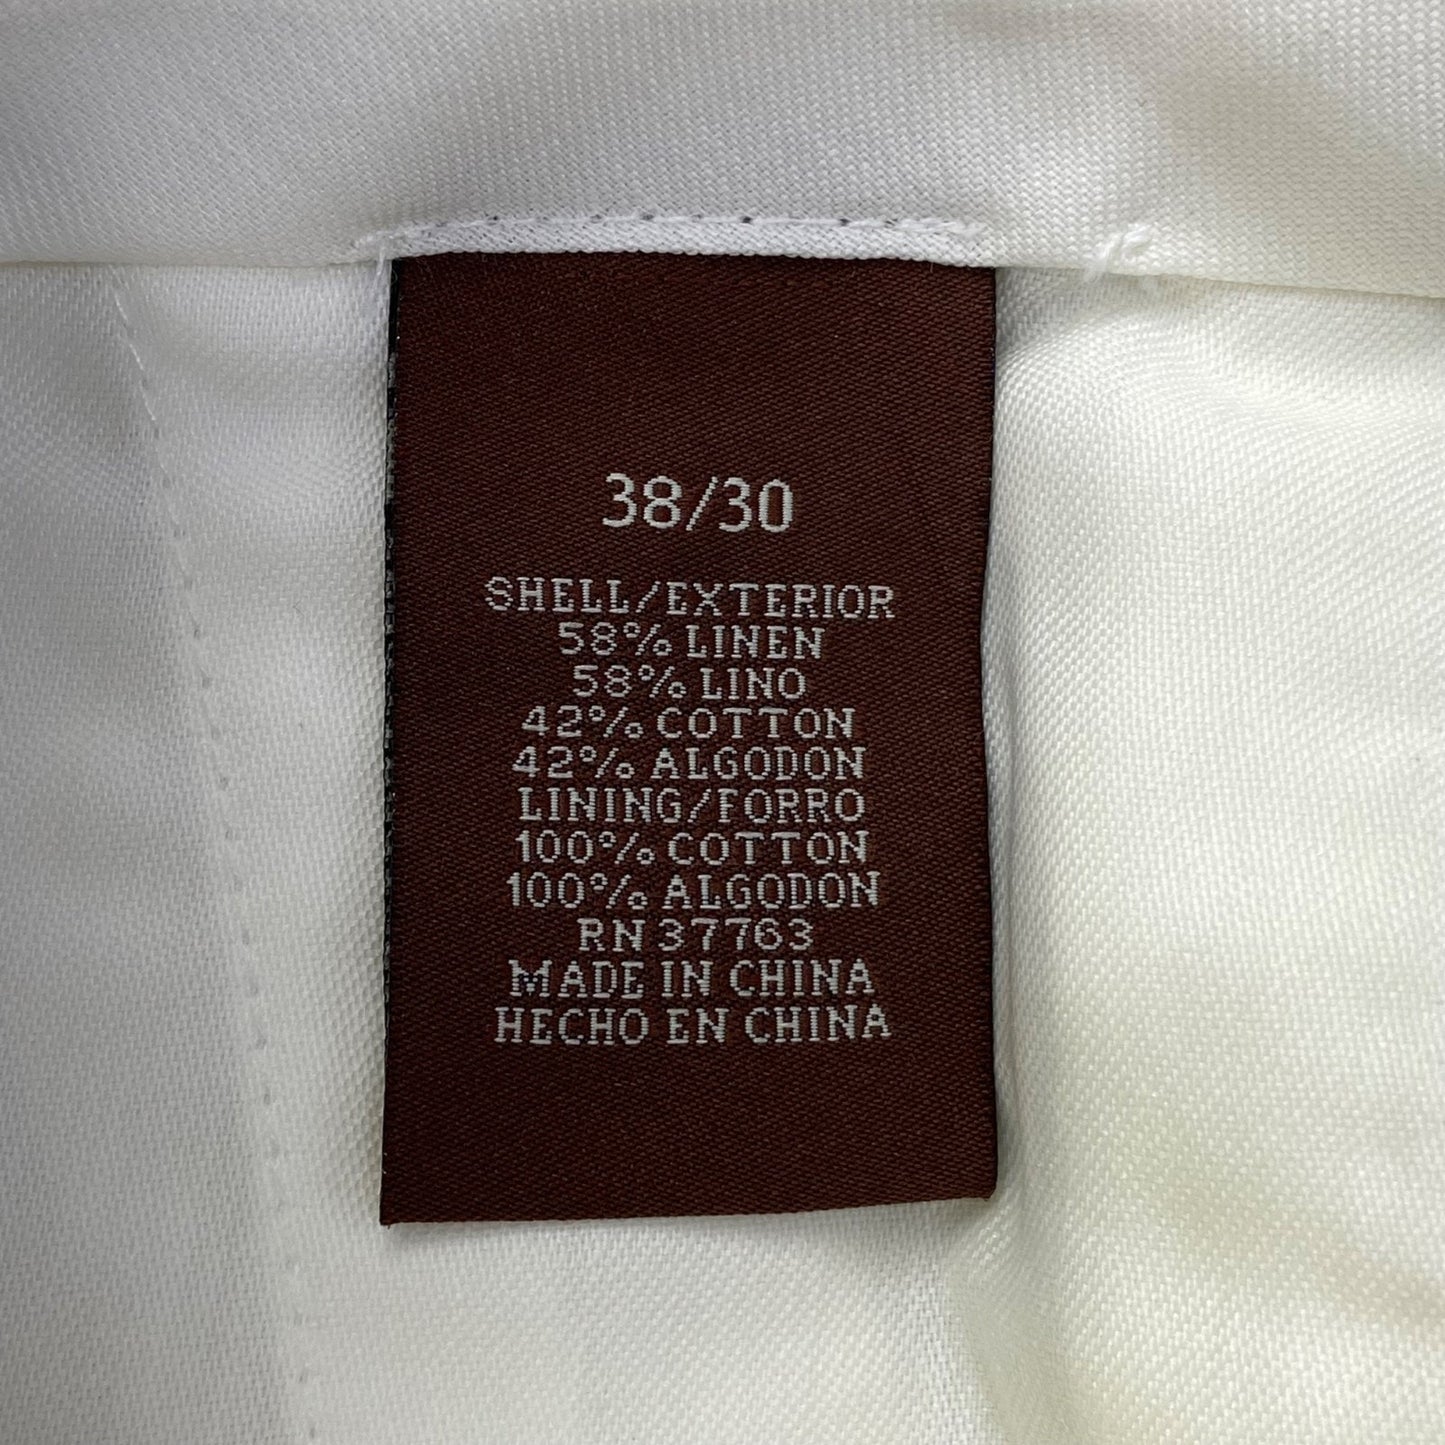 38/30
SHELL/EXTERIOR
58% LINEN
58% LINO
42% COTTON
42% ALGODON
LINING/FORRO
100% COTTON
100% ALGODON
RN 37763
MADE IN CHINA
HECHO EN CHINA